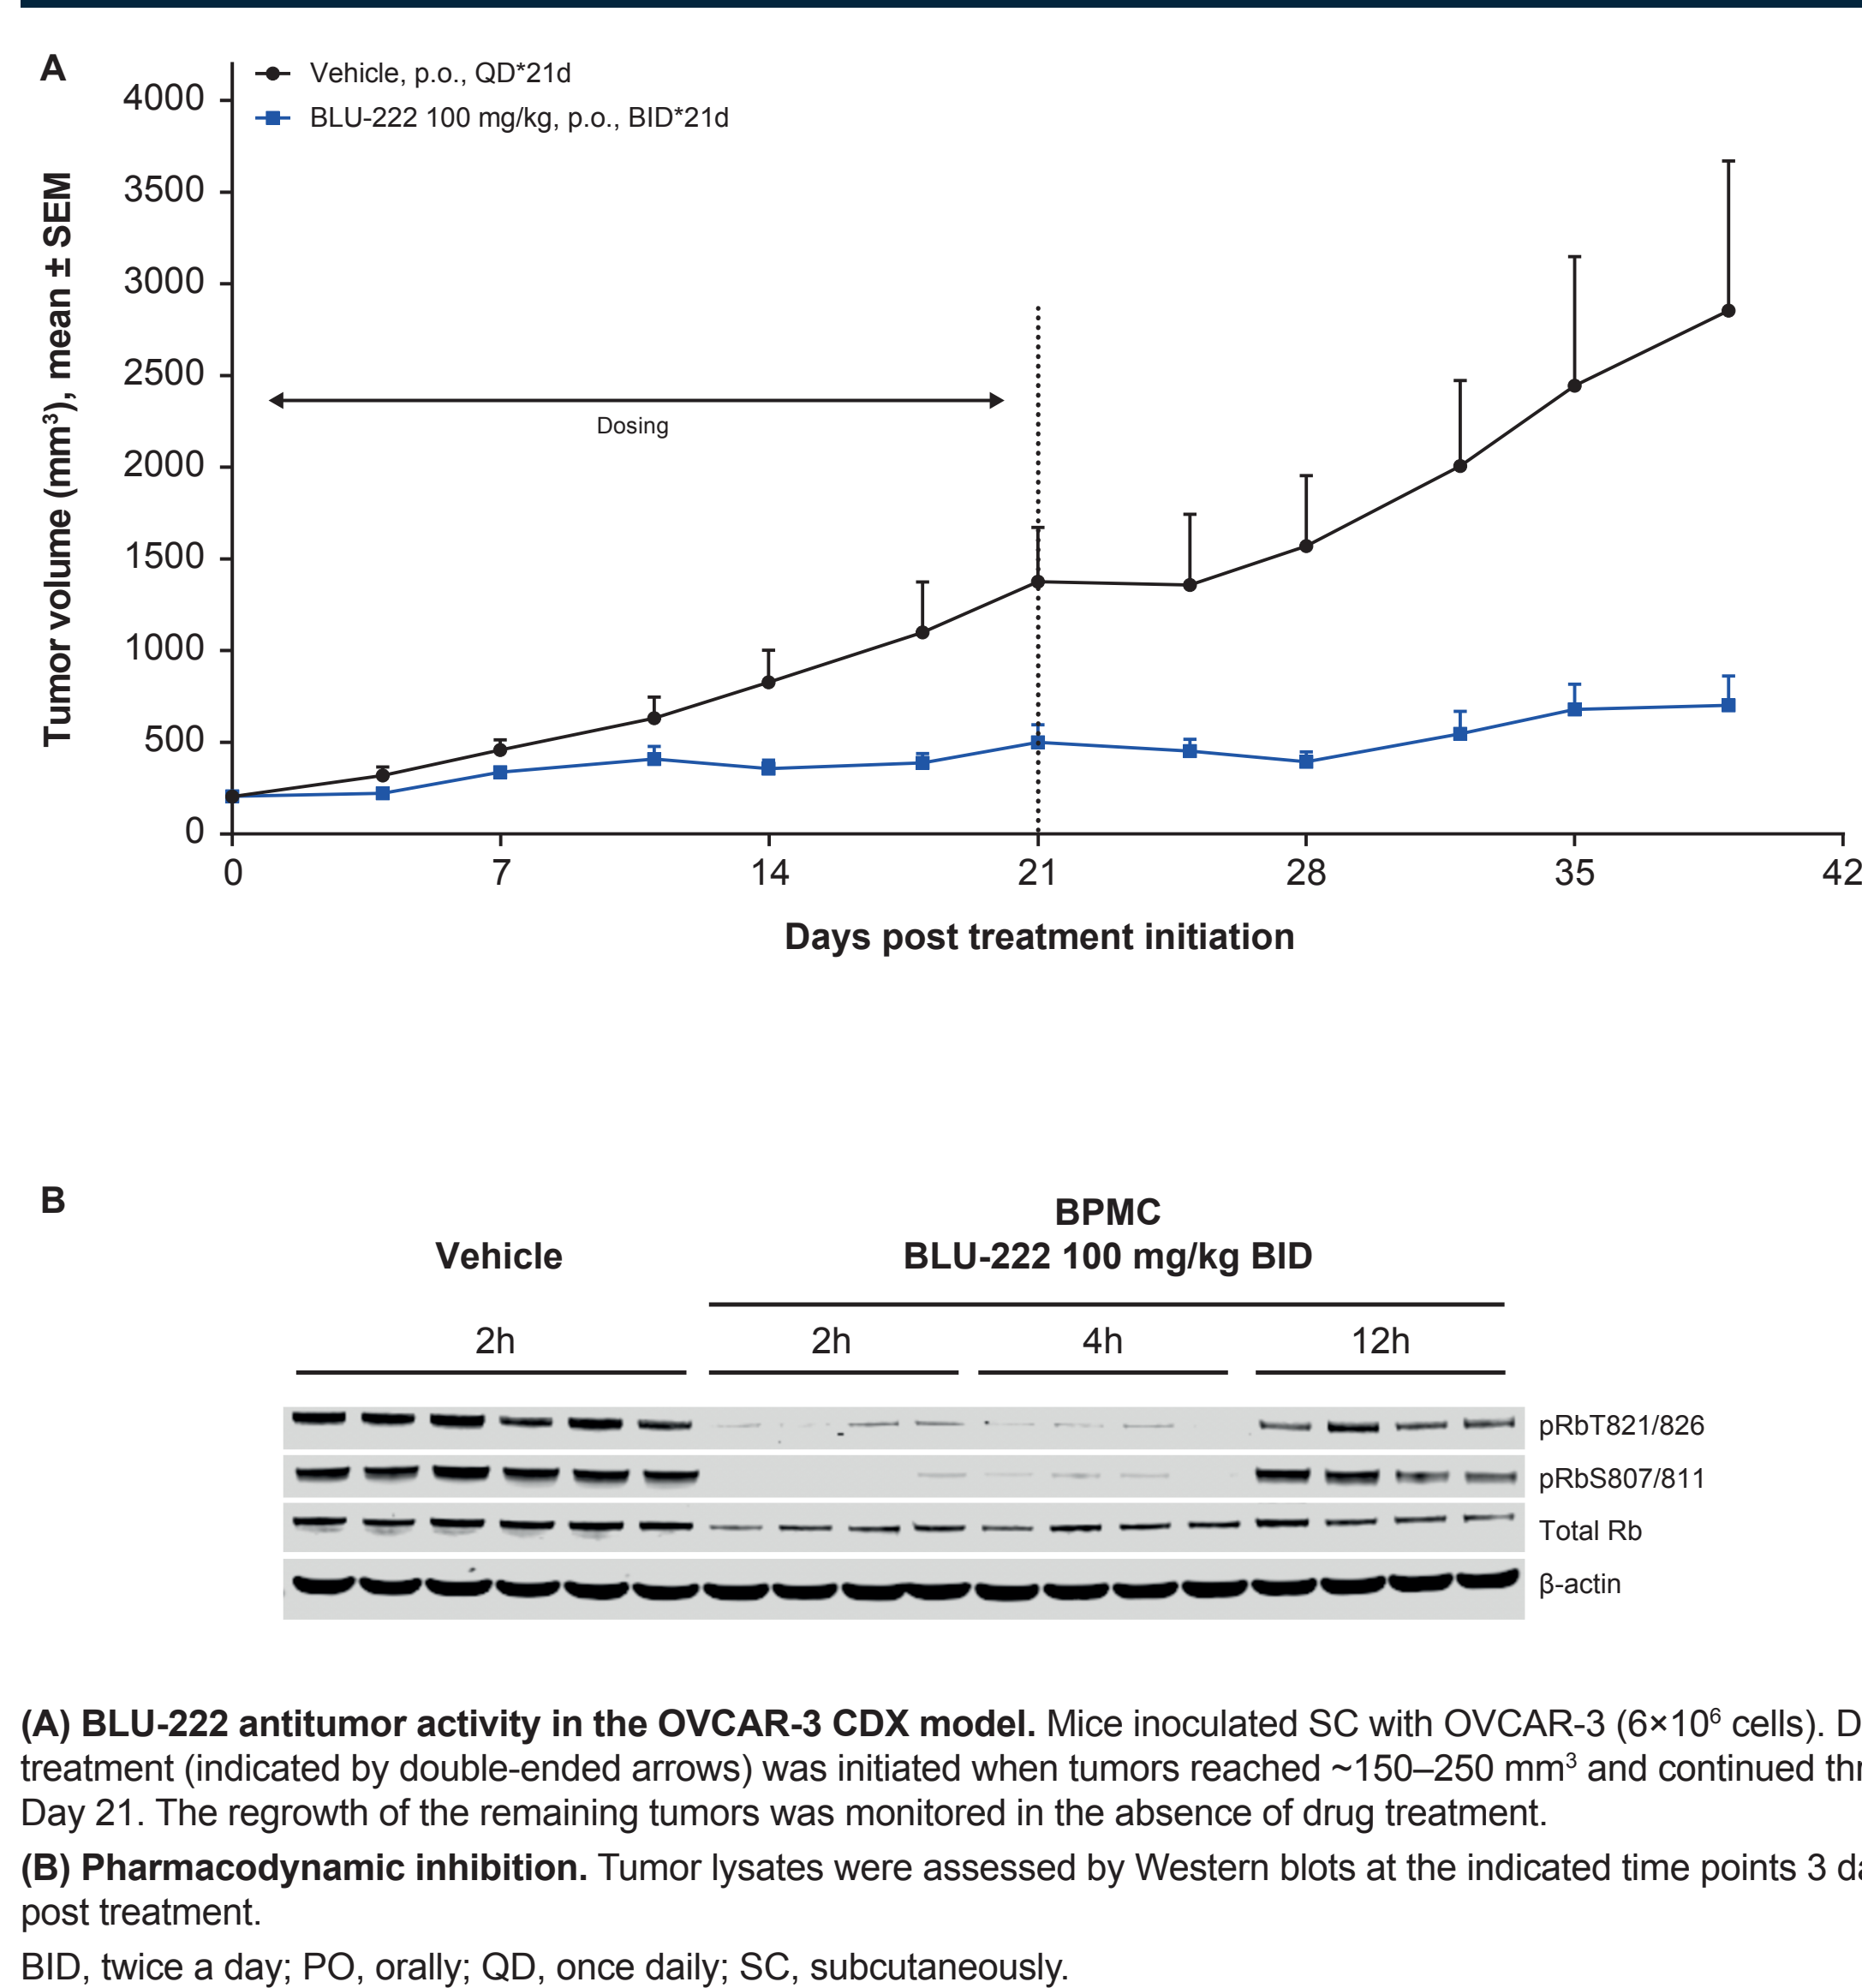 A
Vehicle, p.o., QD*21d
BLU-222 100 mg/kg, p.o., BID*21d
Tumor volume (mm³), mean ± SEM
4000
3500
3000
2500
2000
1500
1000
500
0
Dosing
0 7 14 21 28 35 42
Days post treatment initiation
B
BPMC
Vehicle BLU-222 100 mg/kg BID
2h 2h 4h 12h
pRbT821/826
pRbS807/811
Total Rb
β-actin
(A) BLU-222 antitumor activity in the OVCAR-3 CDX model. Mice inoculated SC with OVCAR-3 (6×10⁶ cells).
treatment (indicated by double-ended arrows) was initiated when tumors reached ~150–250 mm³ and continued
Day 21. The regrowth of the remaining tumors was monitored in the absence of drug treatment.
(B) Pharmacodynamic inhibition. Tumor lysates were assessed by Western blots at the indicated time points 3
post treatment.
BID, twice a day; PO, orally; QD, once daily; SC, subcutaneously.